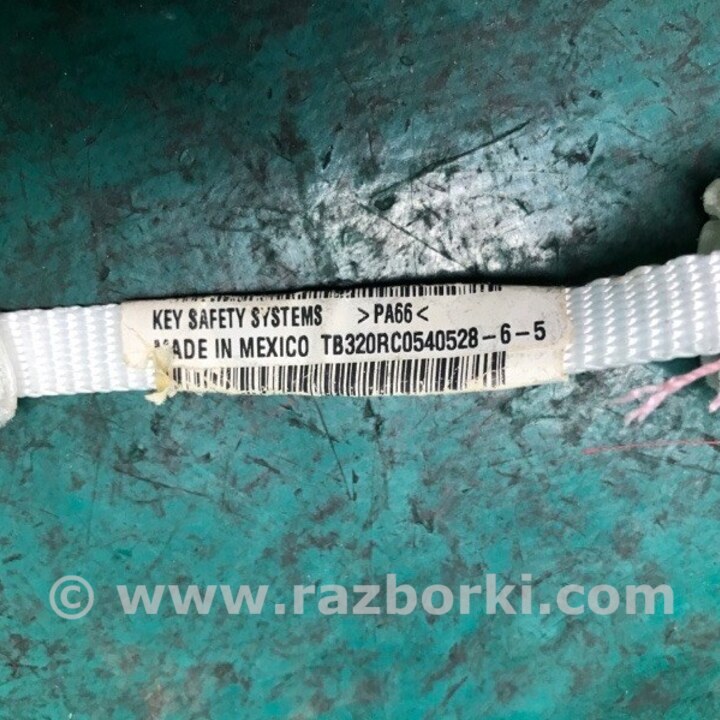 KEY SAFETY SYSTEMS >PA66<
MADE IN MEXICO TB320RC0540528-6-5
© www.razborki.com